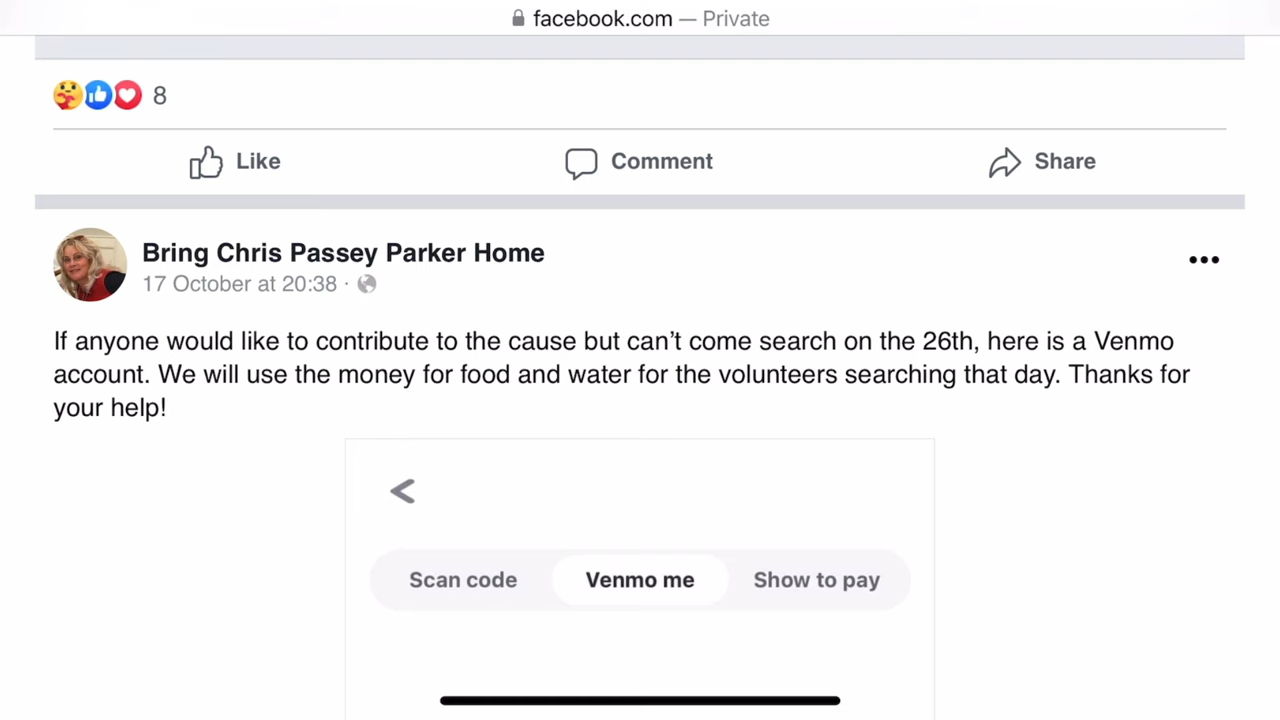 facebook.com — Private
8
Like
Comment
Share
Bring Chris Passey Parker Home
17 October at 20:38 ·
If anyone would like to contribute to the cause but can’t come search on the 26th, here is a Venmo
account. We will use the money for food and water for the volunteers searching that day. Thanks for
your help!
Scan code
Venmo me
Show to pay